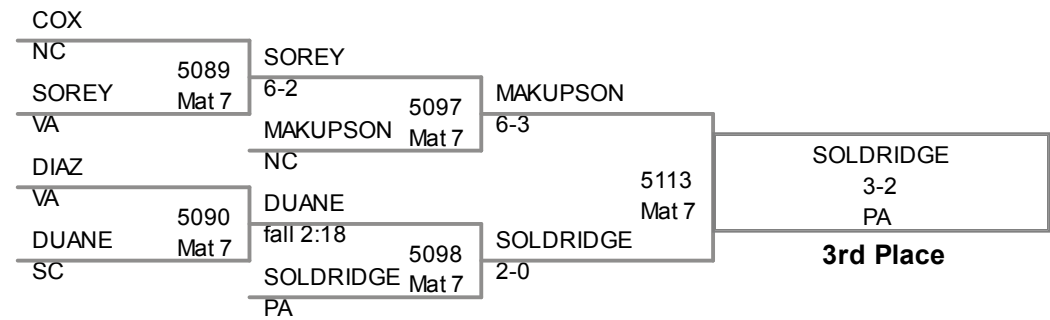 COX
NC
5089
Mat 7
SOREY
VA
SOREY
6-2
5097
Mat 7
MAKUPSON
NC
MAKUPSON
6-3
DIAZ
VA
5090
Mat 7
DUANE
SC
DUANE
fall 2:18
5098
Mat 7
SOLDRIDGE
PA
SOLDRIDGE
2-0
5113
Mat 7
SOLDRIDGE
3-2
PA
3rd Place